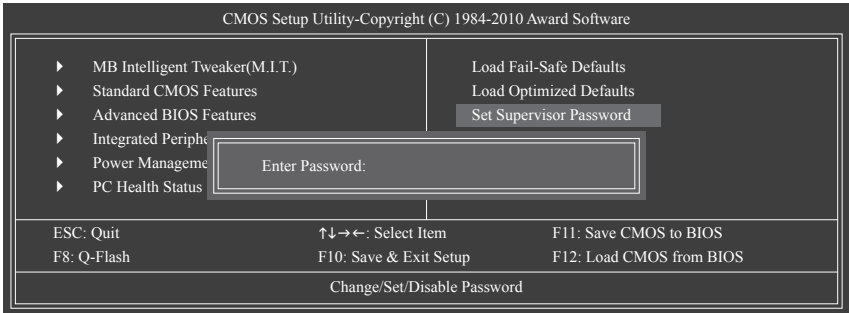 CMOS Setup Utility-Copyright (C) 1984-2010 Award Software
MB Intelligent Tweaker(M.I.T.)
Standard CMOS Features
Advanced BIOS Features
Integrated Periphe
Power Manageme
PC Health Status
Load Fail-Safe Defaults
Load Optimized Defaults
Set Supervisor Password
Enter Password:
ESC: Quit
↑↓→←: Select Item
F11: Save CMOS to BIOS
F8: Q-Flash
F10: Save & Exit Setup
F12: Load CMOS from BIOS
Change/Set/Disable Password